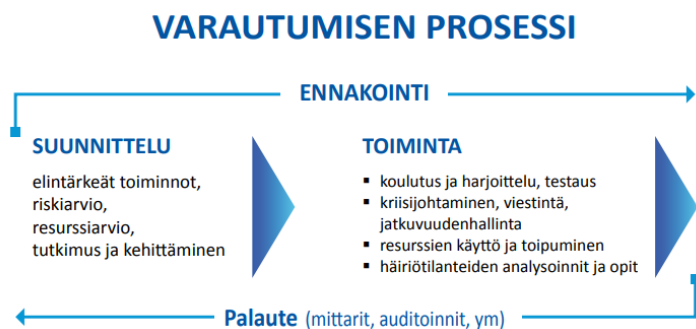 VARAUTUMISEN PROSESSI
ENNAKOINTI
SUUNNITTELU
elintärkeät toiminnot,
riskiarvio,
resurssiarvio,
tutkimus ja kehittäminen
TOIMINTA
▪ koulutus ja harjoittelu, testaus
▪ kriisijohtaminen, viestintä,
jatkuvuudenhallinta
▪ resurssien käyttö ja toipuminen
▪ häiriötilanteiden analysoinnit ja opit
Palaute (mittarit, auditoinnit, ym)